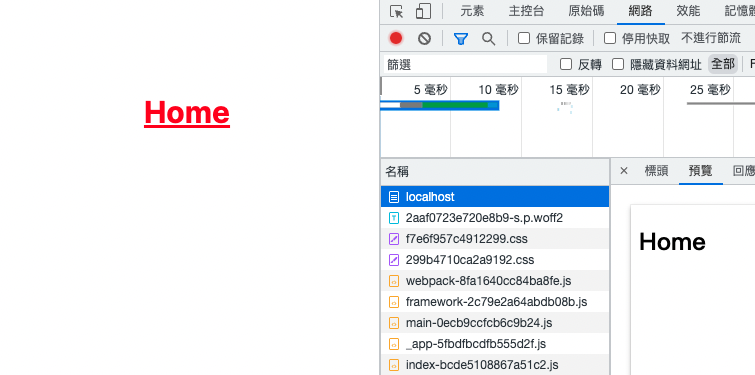 元素 主控台 原始碼 網路 效能 記憶體
保留記錄 停用快取 不進行節流
篩選 反轉 隱藏資料網址 全部
5 毫秒 10 毫秒 15 毫秒 20 毫秒 25 毫秒
Home
名稱
× 標頭 預覽 回應
localhost
2aaf0723e720e8b9-s.p.woff2
f7e6f957c4912299.css
299b4710ca2a9192.css
webpack-8fa1640cc84ba8fe.js
framework-2c79e2a64abdb08b.js
main-0ecb9ccfcb6c9b24.js
_app-5fbdfbcdfb555d2f.js
index-bcde5108867a51c2.js
Home